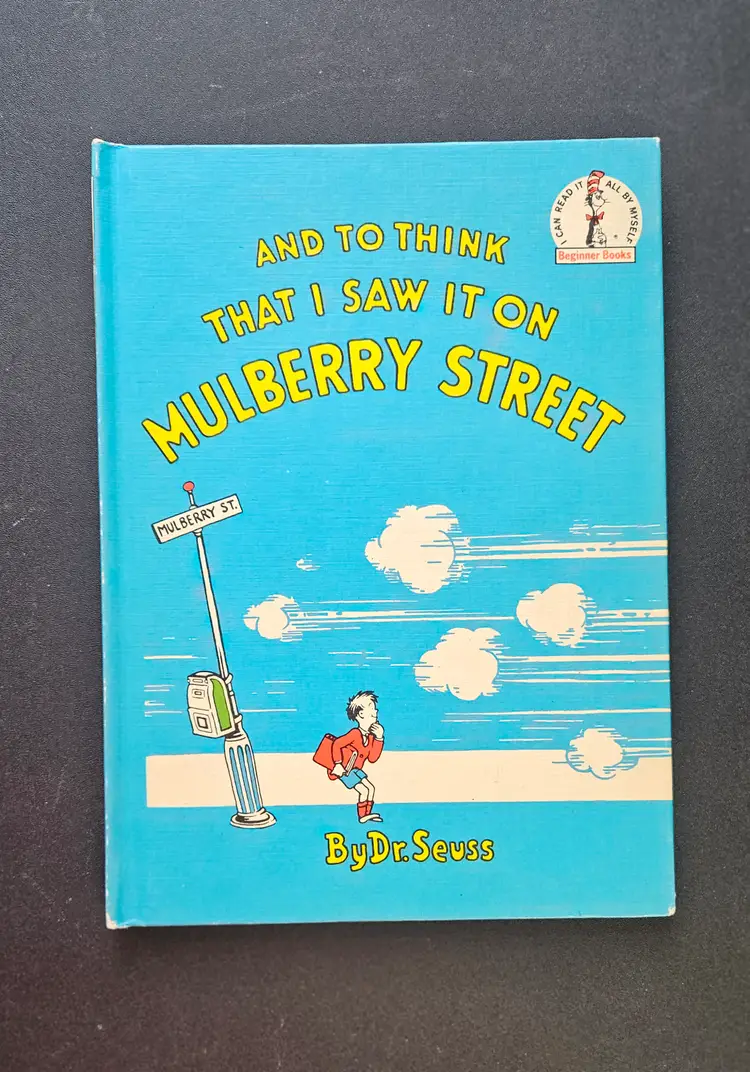 I CAN READ IT ALL BY MYSELF
Beginner Books
AND TO THINK
THAT I SAW IT ON
MULBERRY STREET
MULBERRY ST.
By Dr. Seuss